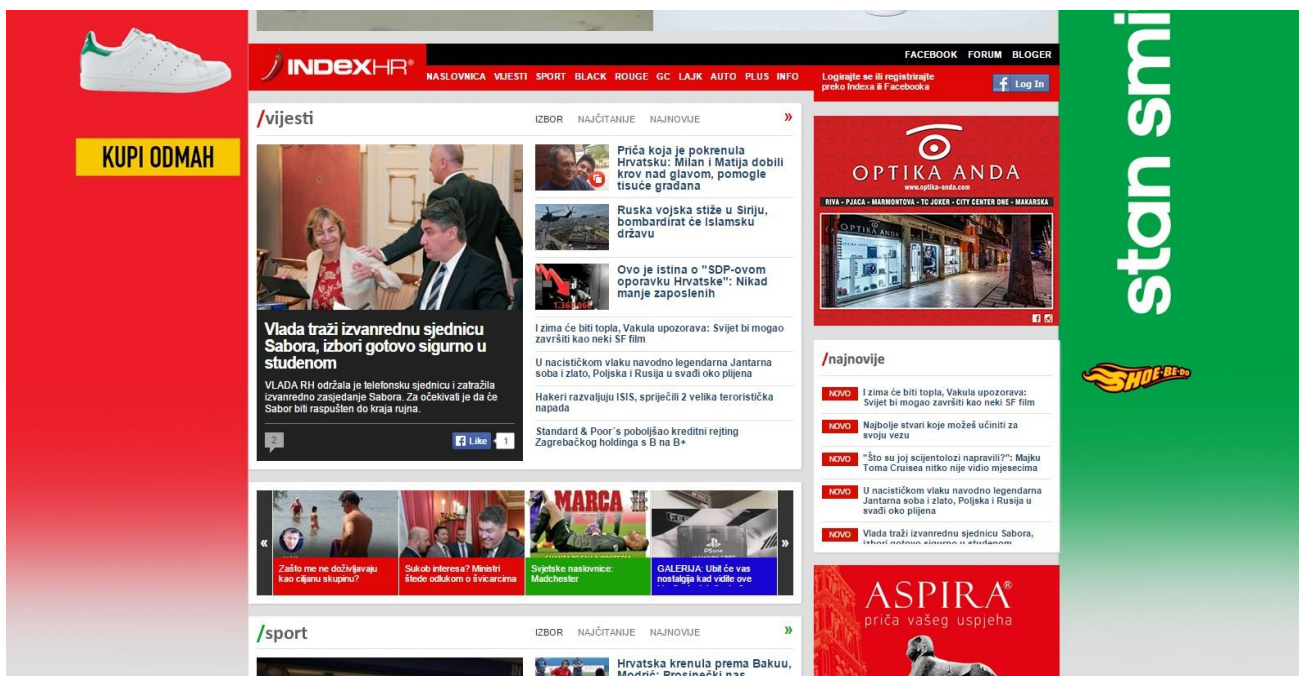 KUPI ODMAH
INDEXHR®
NASLOVNICA VIJESTI SPORT BLACK ROUGE GC LAJK AUTO PLUS INFO
FACEBOOK FORUM BLOGER
Logirajte se ili registrirajte
preko Indexa ili Facebooka
Log In
/vijesti
IZBOR NAJČITANIJE NAJNOVIJE
Vlada traži izvanrednu sjednicu
Sabora, izbori gotovo sigurno u
studenom
VLADA RH održala je telefonsku sjednicu i zatražila
izvanredno zasjedanje Sabora. Za očekivati je da će
Sabor biti raspušten do kraja rujna.
2
Like 1
Priča koja je pokrenula
Hrvatsku: Milan i Matija dobili
krov nad glavom, pomogle
tisuće građana
Ruska vojska stiže u Siriju,
bombardirat će Islamsku
državu
Ovo je istina o "SDP-ovom
oporavku Hrvatske": Nikad
manje zaposlenih
I zima će biti topla, Vakula upozorava: Svijet bi mogao
završiti kao neki SF film
U nacističkom vlaku navodno legendarna Jantarna
soba i zlato, Poljska i Rusija u svađi oko plijena
Hakeri razvaljuju ISIS, spriječili 2 velika teroristička
napada
Standard & Poor´s poboljšao kreditni rejting
Zagrebačkog holdinga s B na B+
MARCA
Zašto me ne doživljavaju
kao ciljanu skupinu?
Sukob interesa? Ministri
štede odlukom o švicarcima
Svjetske naslovnice:
Madchester
GALERIJA: Ubit će vas
nostalgija kad vidite ove
/sport
IZBOR NAJČITANIJE NAJNOVIJE
Hrvatska krenula prema Bakuu,
Modrić: Prosinečki nas
OPTIKA ANDA
www.optika-anda.com
RIVA - PJACA - MARMONTOVA - TC JOKER - CITY CENTER ONE - MAKARSKA
OPTIKA ANDA
/najnovije
NOVO I zima će biti topla, Vakula upozorava:
Svijet bi mogao završiti kao neki SF film
NOVO Najbolje stvari koje možeš učiniti za
svoju vezu
NOVO "Što su joj scijentolozi napravili?": Majku
Toma Cruisea nitko nije vidio mjesecima
NOVO U nacističkom vlaku navodno legendarna
Jantarna soba i zlato, Poljska i Rusija u
svađi oko plijena
NOVO Vlada traži izvanrednu sjednicu Sabora,
izbori gotovo sigurno u studenom
ASPIRA®
priča vašeg uspjeha
stan smi
SHOE-BE-DO